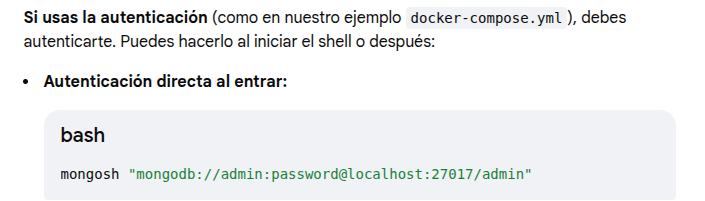 Si usas la autenticación (como en nuestro ejemplo docker-compose.yml), debes
autenticarte. Puedes hacerlo al iniciar el shell o después:
• Autenticación directa al entrar:
bash
mongosh "mongodb://admin:password@localhost:27017/admin"